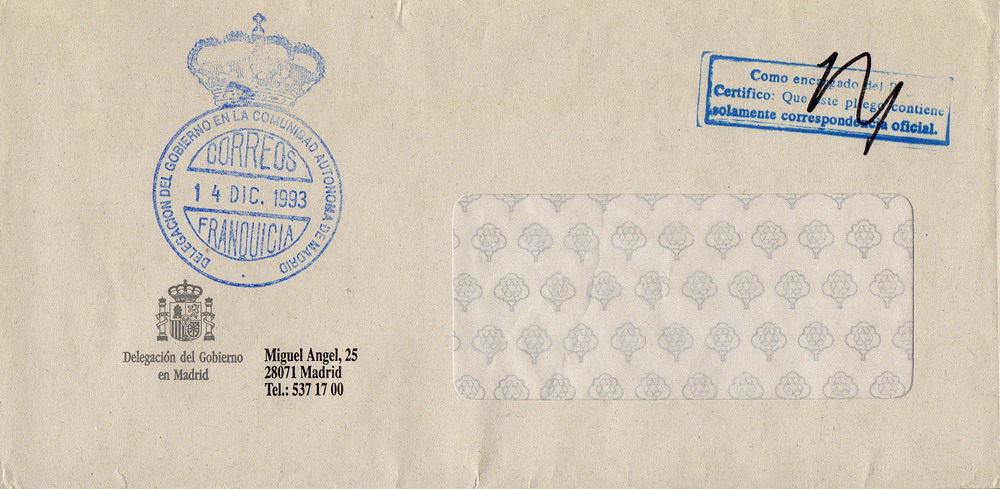 DELEGACION DEL GOBIERNO EN LA COMUNIDAD AUTONOMA DE MADRID
CORREOS
14 DIC. 1993
FRANQUICIA
Como encargado del
Certifico: Que este pliego contiene
solamente correspondencia oficial.
Delegación del Gobierno
en Madrid
Miguel Angel, 25
28071 Madrid
Tel.: 537 17 00